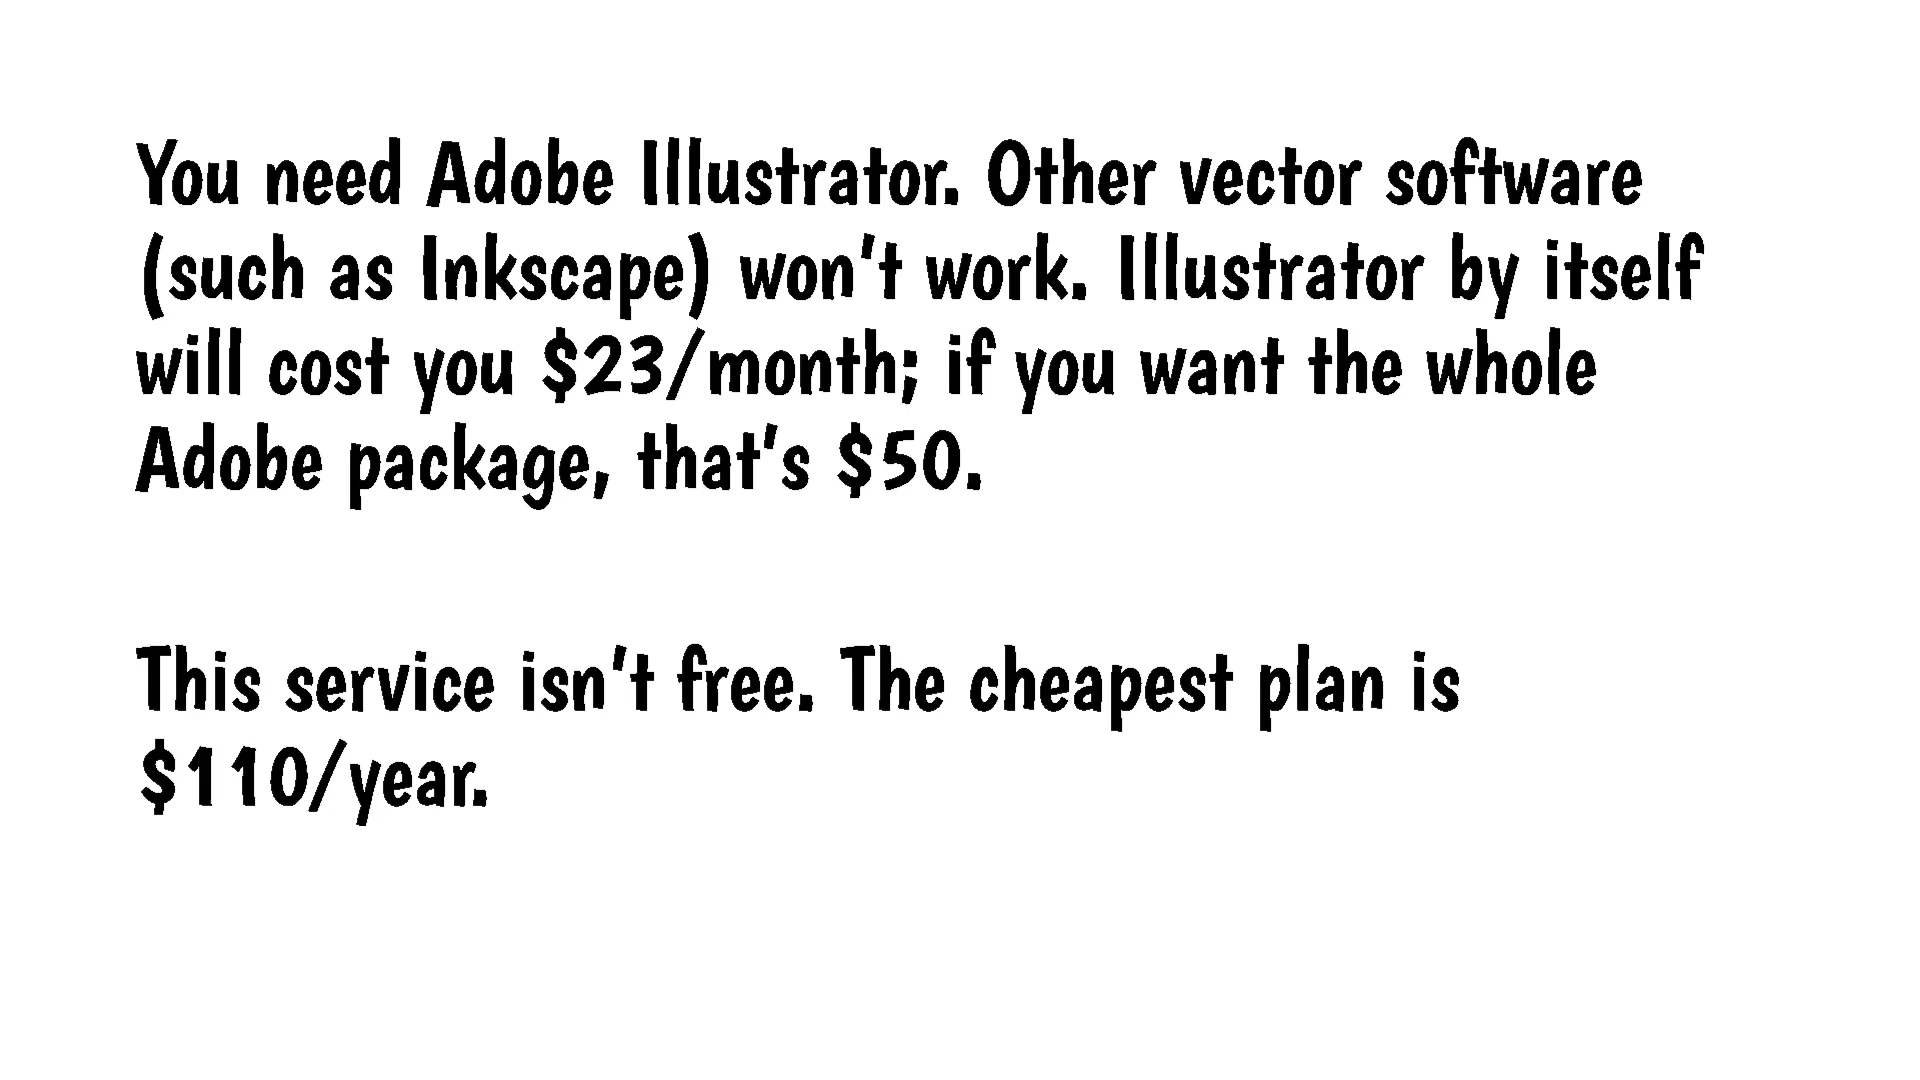 You need Adobe Illustrator. Other vector software
(such as Inkscape) won't work. Illustrator by itself
will cost you $23/month; if you want the whole
Adobe package, that's $50.
This service isn't free. The cheapest plan is
$110/year.